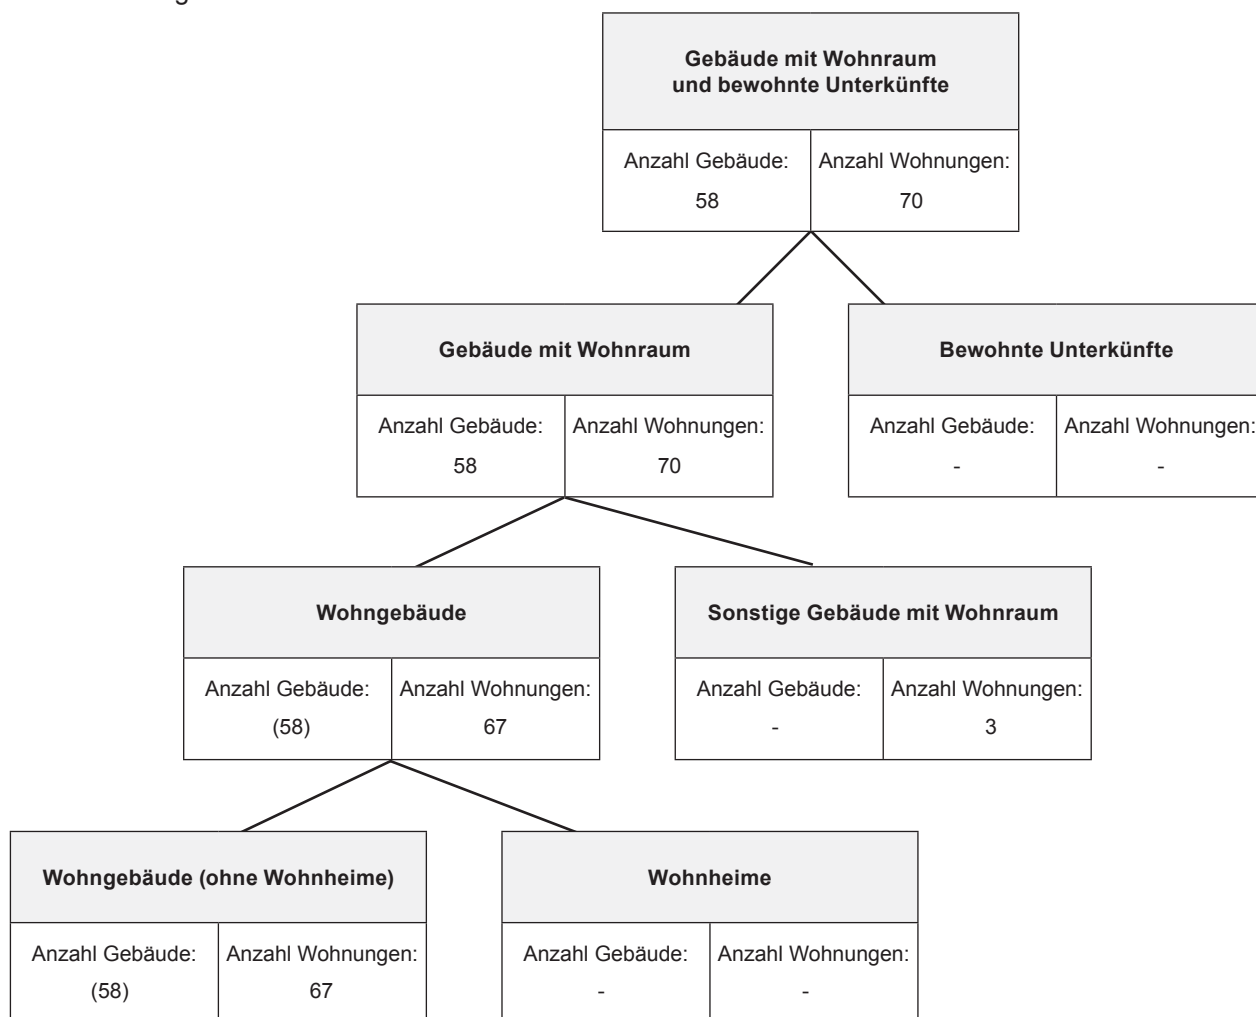 Gebäude mit Wohnraum
und bewohnte Unterkünfte
Anzahl Gebäude: Anzahl Wohnungen:
58 70
Gebäude mit Wohnraum Bewohnte Unterkünfte
Anzahl Gebäude: Anzahl Wohnungen: Anzahl Gebäude: Anzahl Wohnungen:
58 70 - -
Wohngebäude Sonstige Gebäude mit Wohnraum
Anzahl Gebäude: Anzahl Wohnungen: Anzahl Gebäude: Anzahl Wohnungen:
(58) 67 - 3
Wohngebäude (ohne Wohnheime) Wohnheime
Anzahl Gebäude: Anzahl Wohnungen: Anzahl Gebäude: Anzahl Wohnungen:
(58) 67 - -